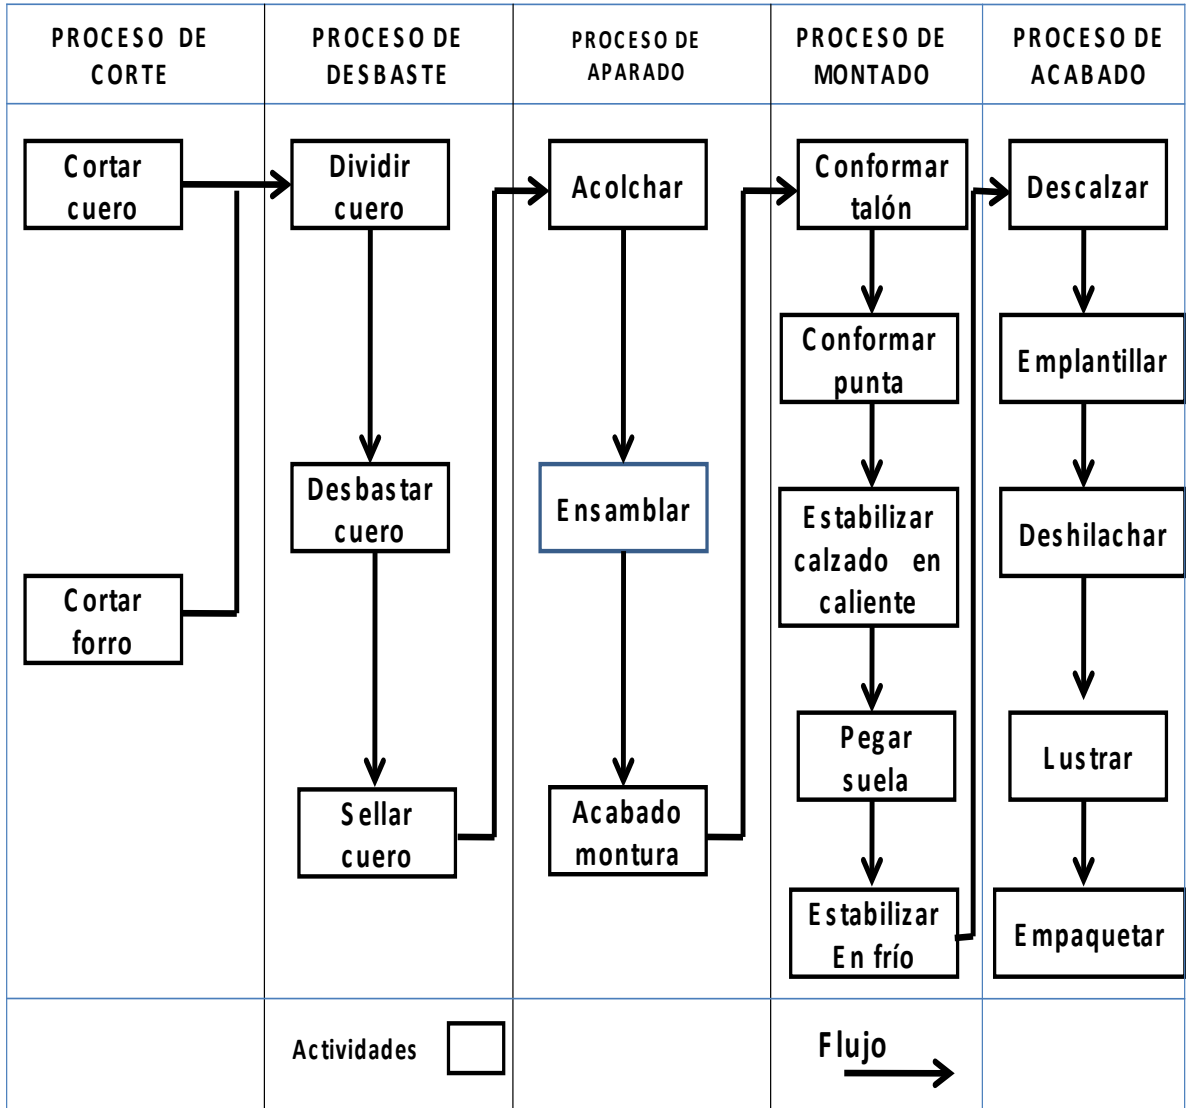 PROCESO DE
CORTE
PROCESO DE
DESBASTE
PROCESO DE
APARADO
PROCESO DE
MONTADO
PROCESO DE
ACABADO
Cortar
cuero
Cortar
forro
Dividir
cuero
Desbastar
cuero
Sellar
cuero
Acolchar
Ensamblar
Acabado
montura
Conformar
talón
Conformar
punta
Estabilizar
calzado en
caliente
Pegar
suela
Estabilizar
En frío
Descalzar
Emplantillar
Deshilachar
Lustrar
Empaquetar
Actividades
Flujo